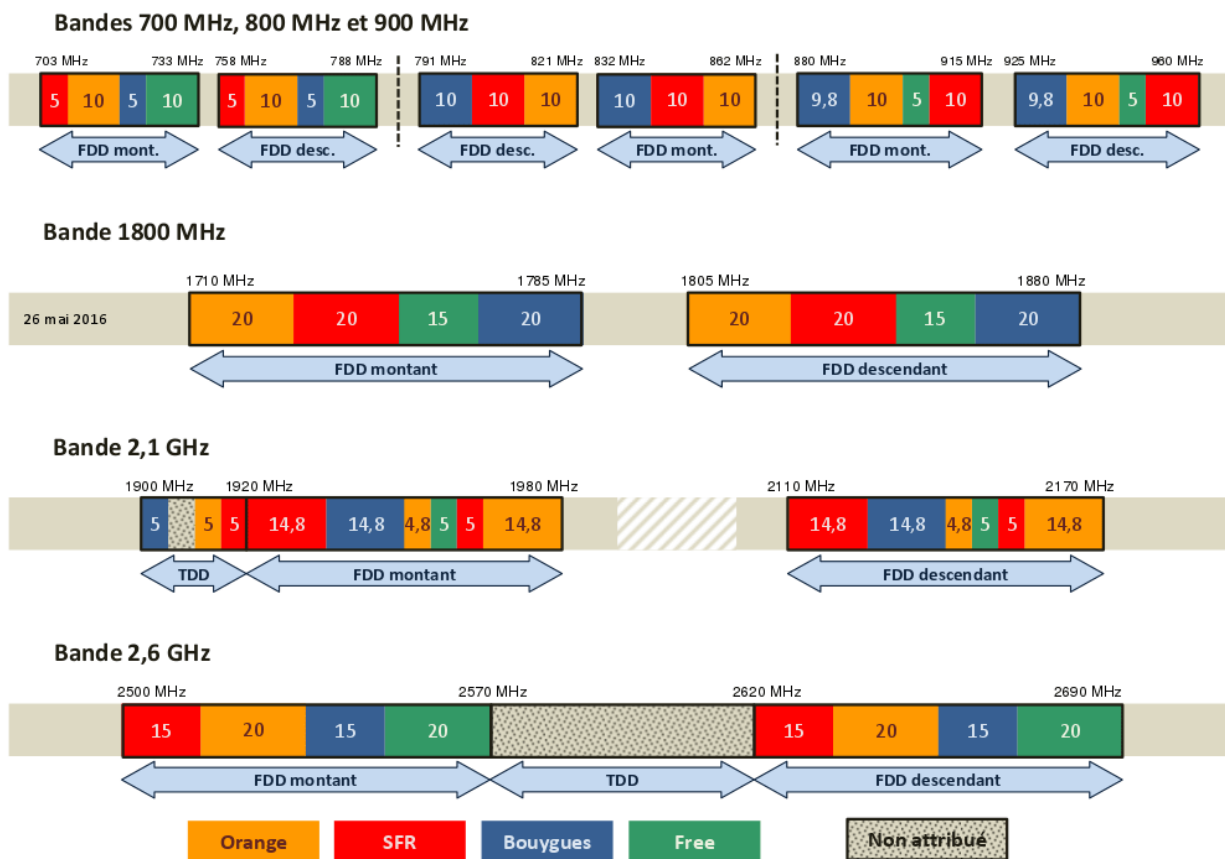 Bandes 700 MHz, 800 MHz et 900 MHz
703 MHz 733 MHz 758 MHz 788 MHz 791 MHz 821 MHz 832 MHz 862 MHz 880 MHz 915 MHz 925 MHz 960 MHz
5 10 5 10 5 10 5 10 10 10 10 10 10 10 9,8 10 5 10 9,8 10 5 10
FDD mont. FDD desc. FDD desc. FDD mont. FDD mont. FDD desc.
Bande 1800 MHz
1710 MHz 1785 MHz 1805 MHz 1880 MHz
26 mai 2016 20 20 15 20 20 20 15 20
FDD montant FDD descendant
Bande 2,1 GHz
1900 MHz 1920 MHz 1980 MHz 2110 MHz 2170 MHz
5 5 5 14,8 14,8 4,8 5 5 14,8 14,8 14,8 4,8 5 5 14,8
TDD FDD montant FDD descendant
Bande 2,6 GHz
2500 MHz 2570 MHz 2620 MHz 2690 MHz
15 20 15 20 15 20 15 20
FDD montant TDD FDD descendant
Orange SFR Bouygues Free Non attribué